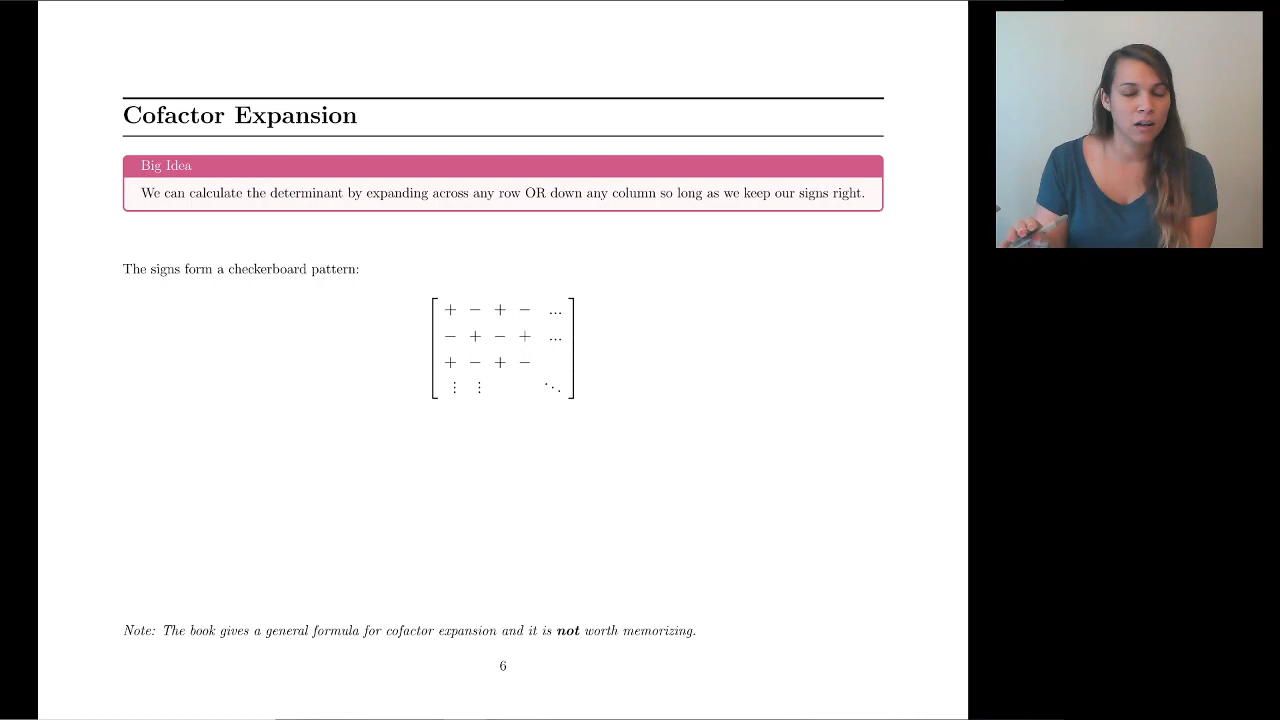 Cofactor Expansion
Big Idea
We can calculate the determinant by expanding across any row OR down any column so long as we keep our signs right.
The signs form a checkerboard pattern:
+ − + − ...
− + − + ...
+ − + −
⋮ ⋮ ⋱
Note: The book gives a general formula for cofactor expansion and it is not worth memorizing.
6